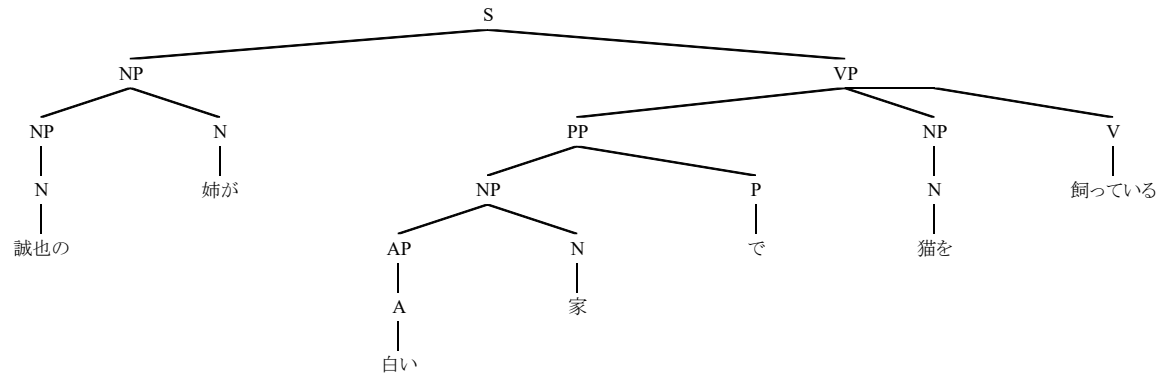 S
NP VP
NP N PP NP V
N 姉が NP P N 飼っている
誠也の AP N で 猫を
A 家
白い